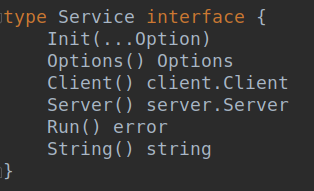 type Service interface {
Init(...Option)
Options() Options
Client() client.Client
Server() server.Server
Run() error
String() string
}